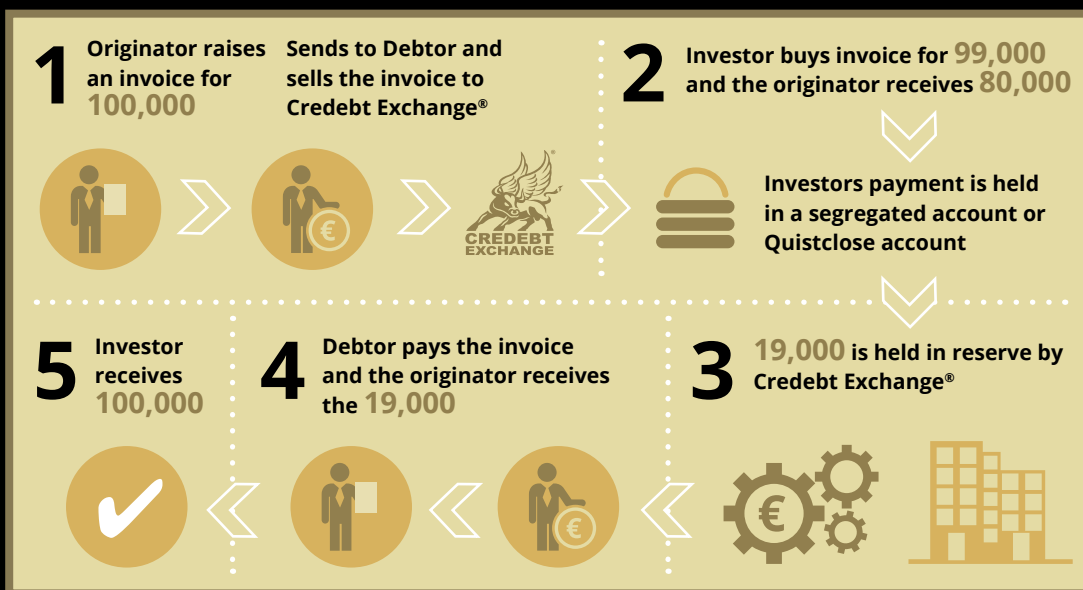 1
Originator raises
an invoice for
100,000
Sends to Debtor and
sells the invoice to
Credebt Exchange®
CREDEBT
EXCHANGE
®
2
Investor buys invoice for 99,000
and the originator receives 80,000
Investors payment is held
in a segregated account or
Quistclose account
3
19,000 is held in reserve by
Credebt Exchange®
€
4
Debtor pays the invoice
and the originator receives
the 19,000
€
5
Investor
receives
100,000
€